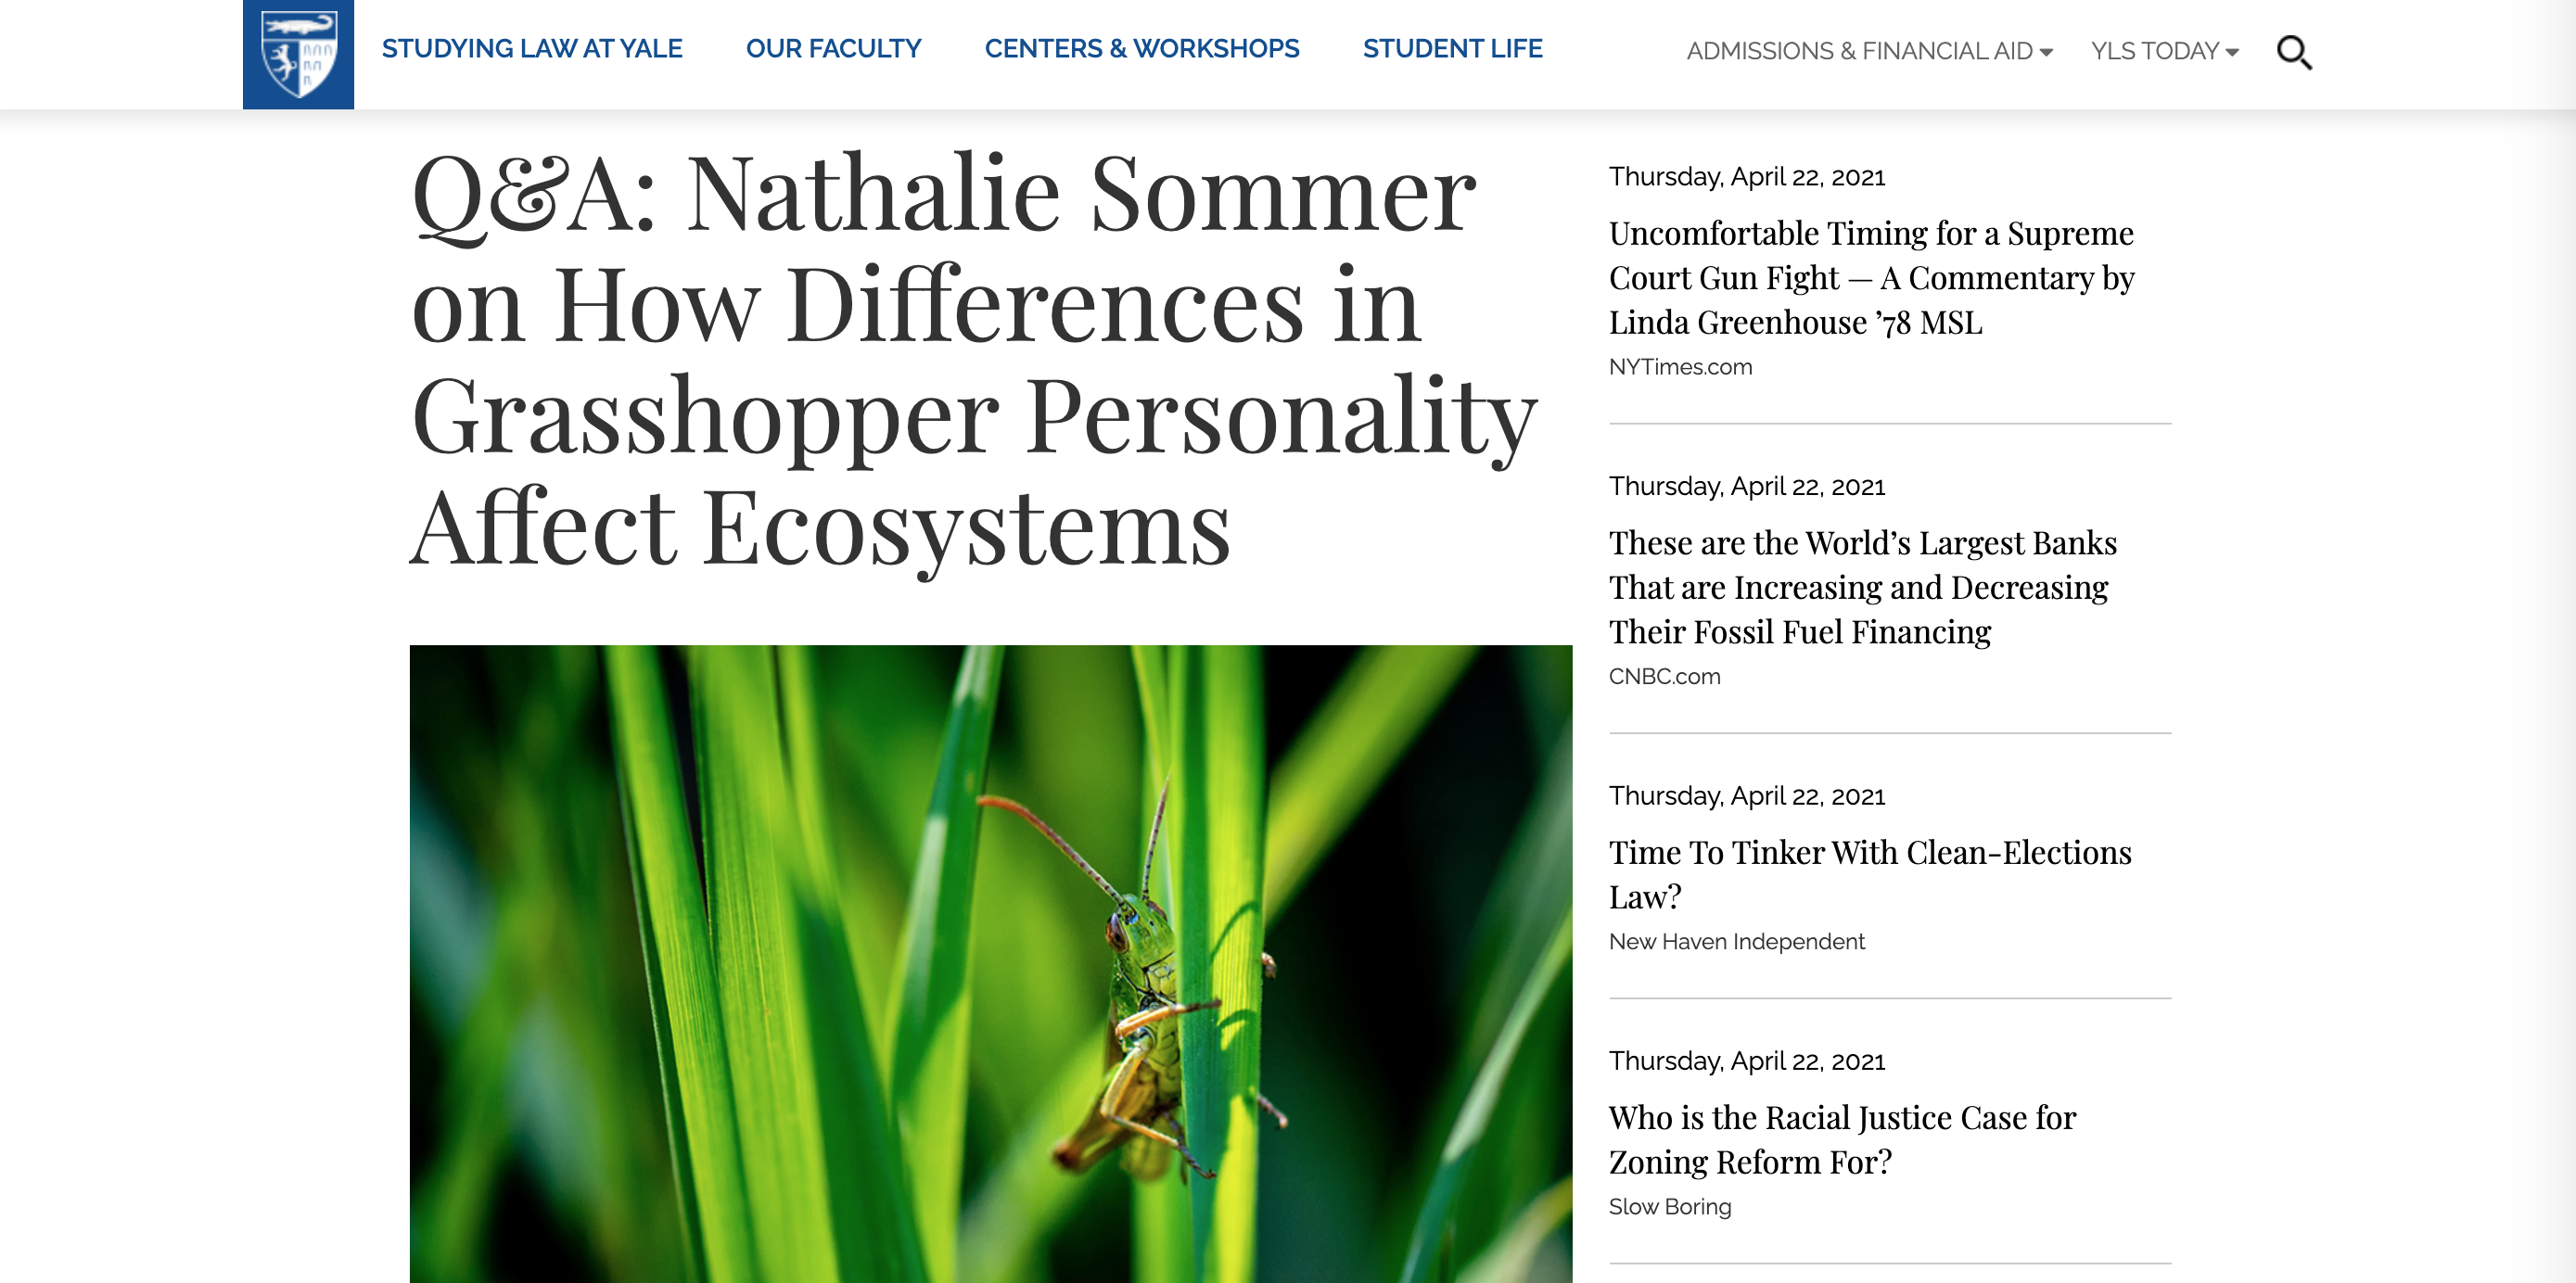 STUDYING LAW AT YALE
OUR FACULTY
CENTERS & WORKSHOPS
STUDENT LIFE
ADMISSIONS & FINANCIAL AID
YLS TODAY
Q&A: Nathalie Sommer
on How Differences in
Grasshopper Personality
Affect Ecosystems
Thursday, April 22, 2021
Uncomfortable Timing for a Supreme
Court Gun Fight — A Commentary by
Linda Greenhouse ’78 MSL
NYTimes.com
Thursday, April 22, 2021
These are the World’s Largest Banks
That are Increasing and Decreasing
Their Fossil Fuel Financing
CNBC.com
Thursday, April 22, 2021
Time To Tinker With Clean-Elections
Law?
New Haven Independent
Thursday, April 22, 2021
Who is the Racial Justice Case for
Zoning Reform For?
Slow Boring